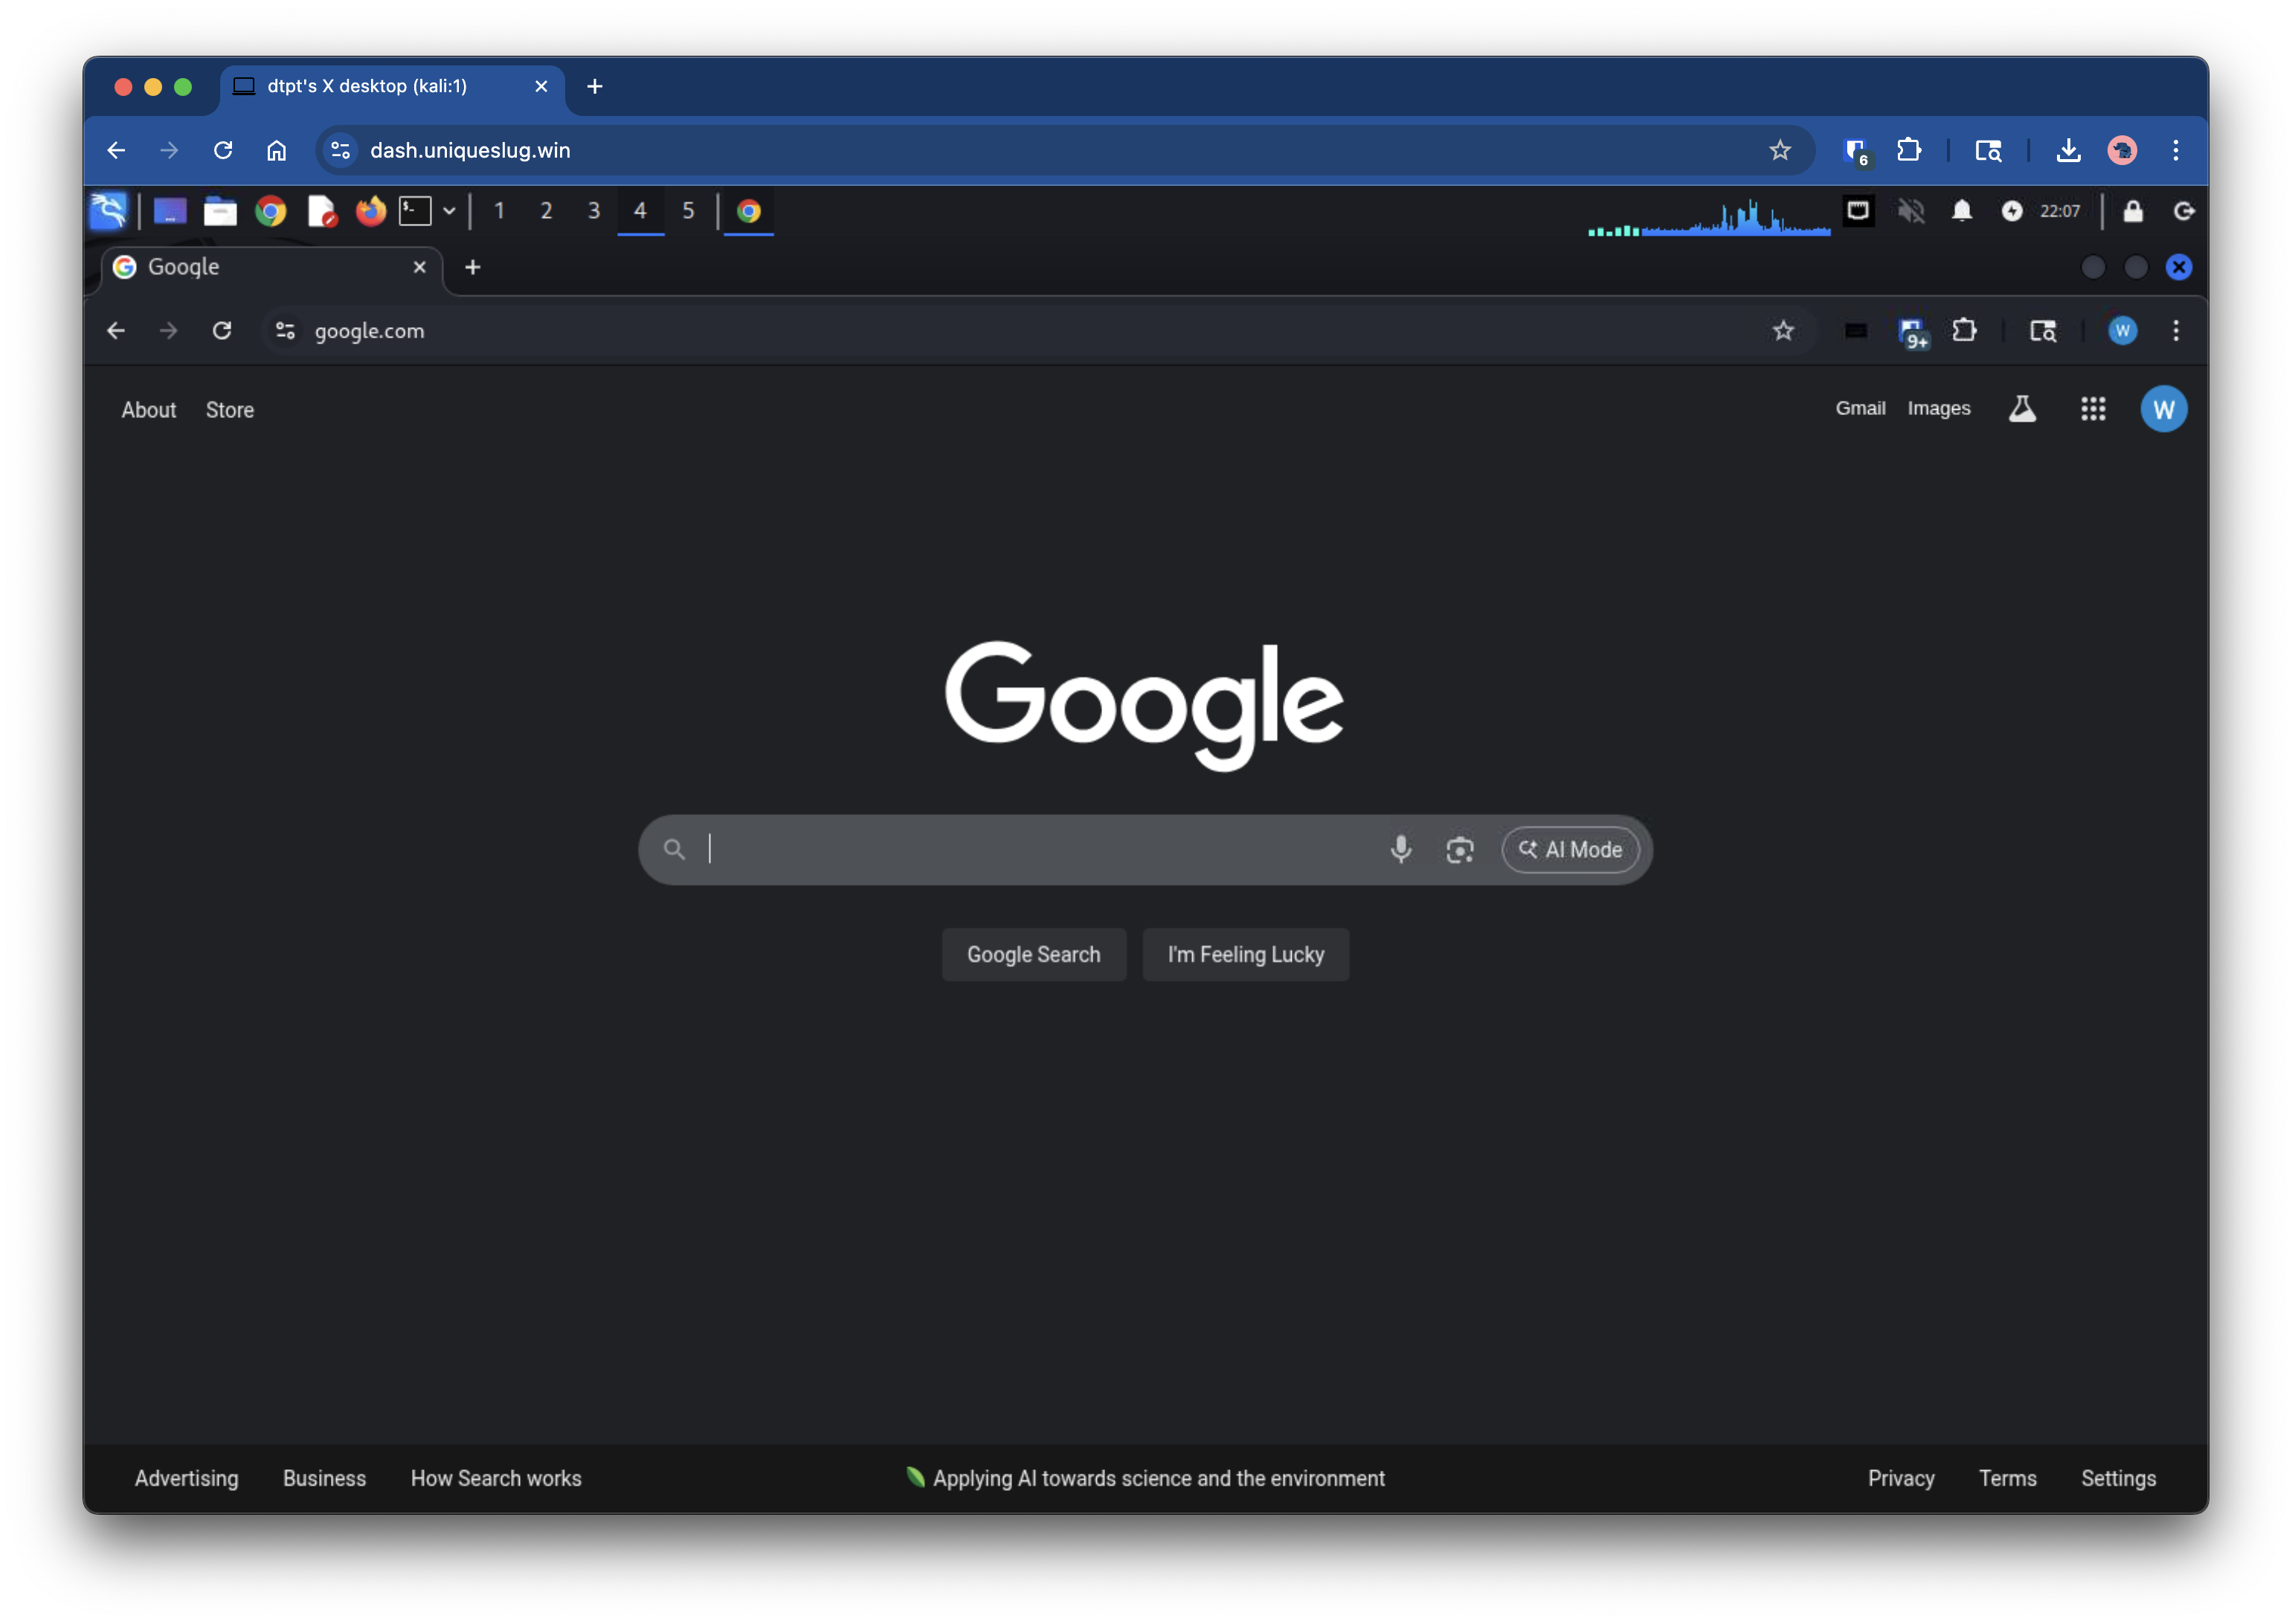 dtpt's X desktop (kali:1)
dash.uniqueslug.win
6
$-
1 2 3 4 5
22:07
Google
google.com
9+
W
About Store
Gmail Images
W
Google
AI Mode
Google Search I'm Feeling Lucky
Advertising Business How Search works
Applying AI towards science and the environment
Privacy Terms Settings